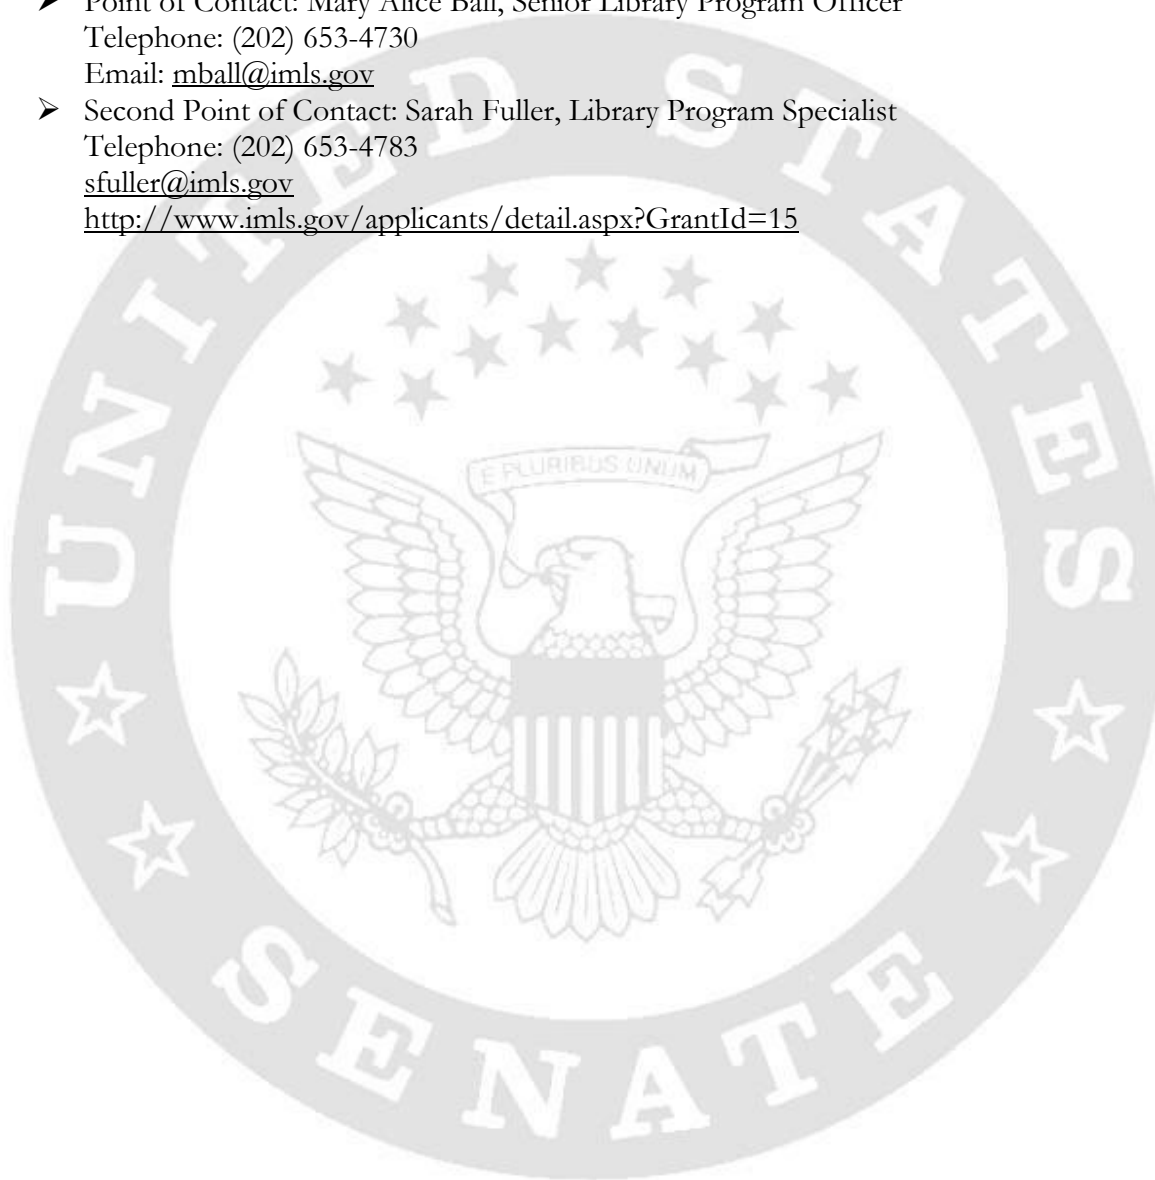 ➢ Point of Contact: Mary Alice Ball, Senior Library Program Officer
Telephone: (202) 653-4730
Email: mball@imls.gov
➢ Second Point of Contact: Sarah Fuller, Library Program Specialist
Telephone: (202) 653-4783
sfuller@imls.gov
http://www.imls.gov/applicants/detail.aspx?GrantId=15
UNITED STATES
E PLURIBUS UNUM
SENATE